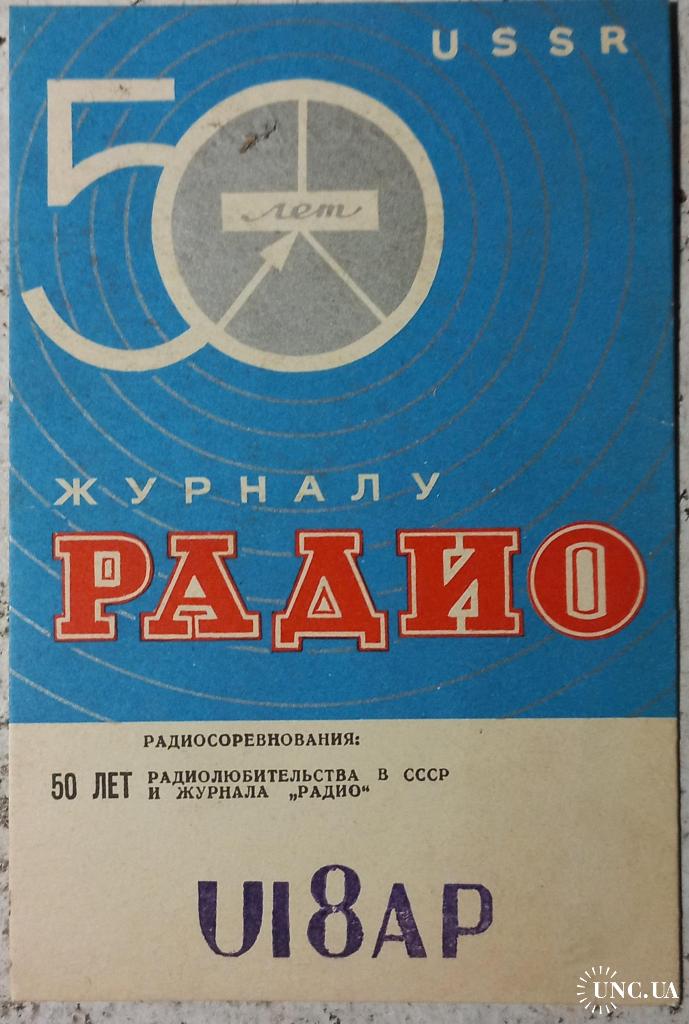 USSR
50
лет
ЖУРНАЛУ
РАДИО
РАДИОСОРЕВНОВАНИЯ:
50 ЛЕТ РАДИОЛЮБИТЕЛЬСТВА В СССР
И ЖУРНАЛА „РАДИО“
UI8AP
UNC.UA